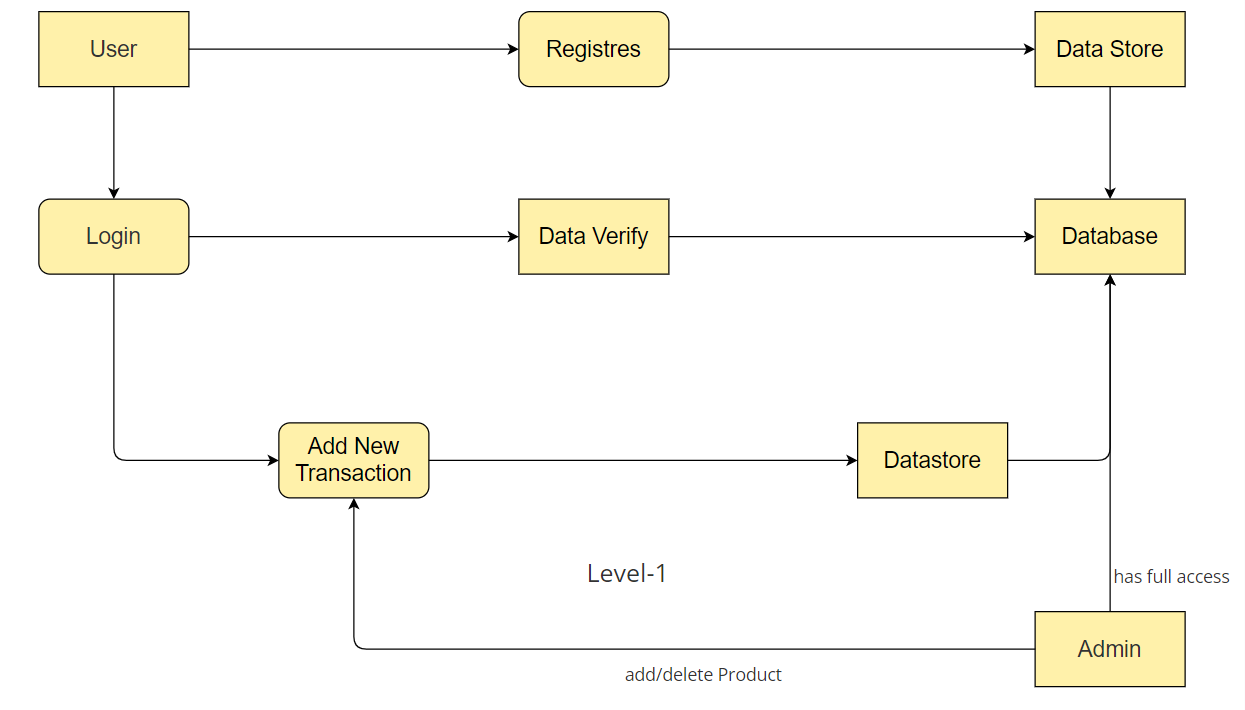 User
Registres
Data Store
Login
Data Verify
Database
Add New
Transaction
Datastore
Level-1
has full access
Admin
add/delete Product